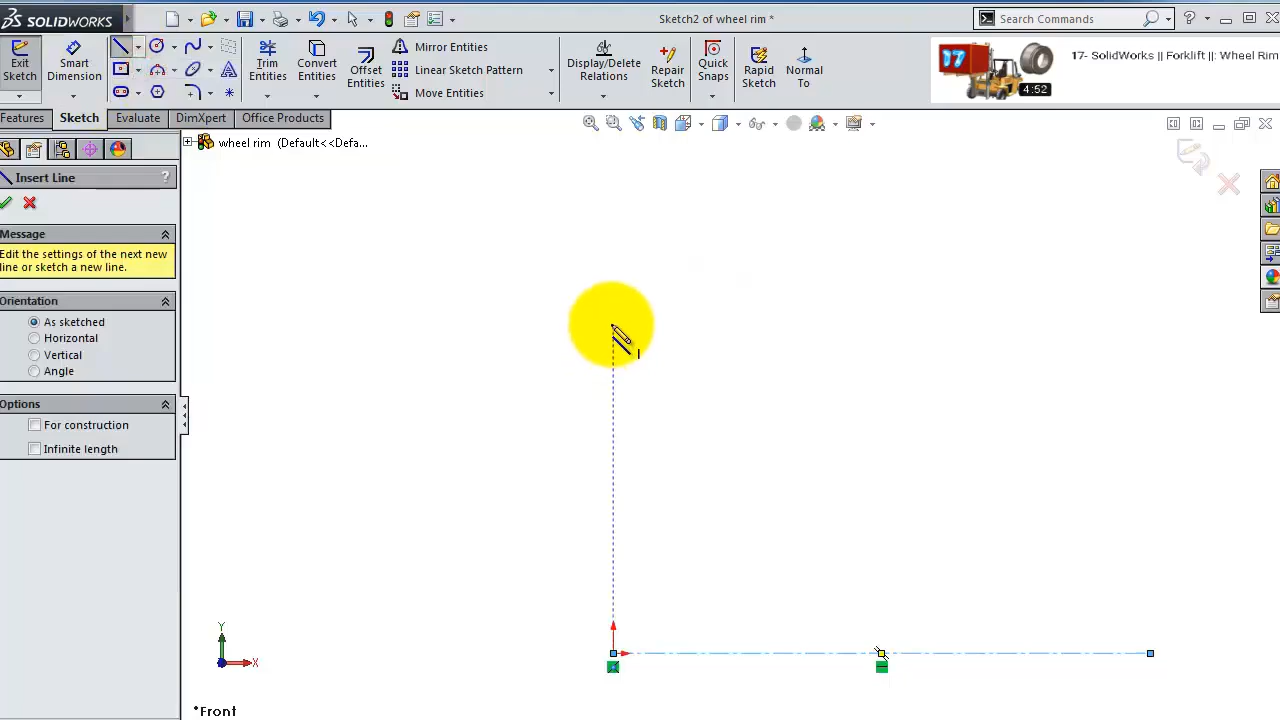 SOLIDWORKS
Sketch2 of wheel rim *
Search Commands
?
Exit Sketch
Smart Dimension
Trim Entities
Convert Entities
Offset Entities
Mirror Entities
Linear Sketch Pattern
Move Entities
Display/Delete Relations
Repair Sketch
Quick Snaps
Rapid Sketch
Normal To
17
4:52
17- SolidWorks || Forklift ||: Wheel Rim
Features
Sketch
Evaluate
DimXpert
Office Products
wheel rim (Default<<Defa...
Insert Line
?
Message
Edit the settings of the next new
line or sketch a new line.
Orientation
As sketched
Horizontal
Vertical
Angle
Options
For construction
Infinite length
Y
X
*Front